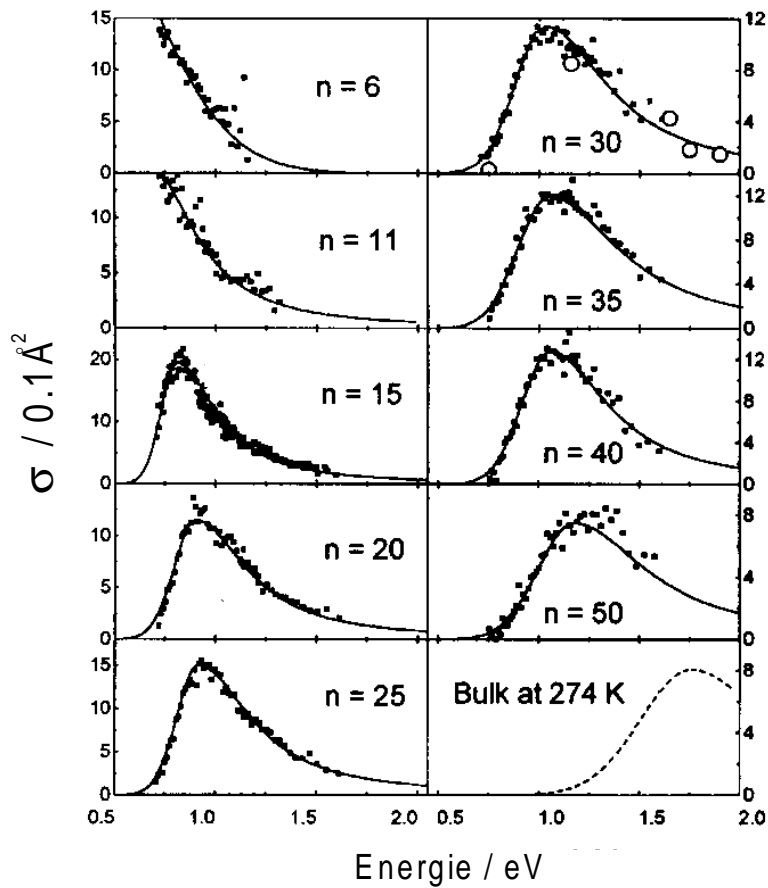 σ / 0.1Å²
15
10
5
0
n = 6
10
5
0
n = 11
20
10
0
n = 15
10
5
0
n = 20
15
10
5
0
n = 25
12
8
4
0
n = 30
12
8
4
0
n = 35
12
8
4
0
n = 40
8
4
0
n = 50
8
4
0
Bulk at 274 K
0.5 1.0 1.5 2.0 0.5 1.0 1.5 2.0
Energie / eV